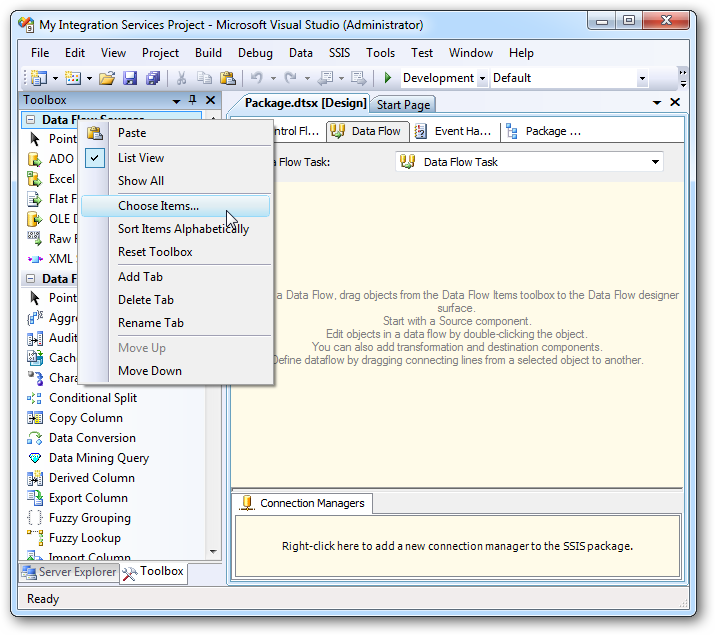 My Integration Services Project - Microsoft Visual Studio (Administrator)
File Edit View Project Build Debug Data SSIS Tools Test Window Help
Development Default
Toolbox
Package.dtsx [Design] Start Page
Data Flow Sources
ntrol Fl... Data Flow Event Ha... Package ...
Point
ADO
Excel
Flat F
OLE D
Raw F
XML
Data F
Point
Aggre
Audit
Cach
Chara
Conditional Split
Copy Column
Data Conversion
Data Mining Query
Derived Column
Export Column
Fuzzy Grouping
Fuzzy Lookup
Import Column
Paste
List View
Show All
Choose Items...
Sort Items Alphabetically
Reset Toolbox
Add Tab
Delete Tab
Rename Tab
Move Up
Move Down
Flow Task: Data Flow Task
a Data Flow, drag objects from the Data Flow Items toolbox to the Data Flow designer
surface.
Start with a Source component.
Edit objects in a data flow by double-clicking the object.
You can also add transformation and destination components.
Define dataflow by dragging connecting lines from a selected object to another.
Connection Managers
Right-click here to add a new connection manager to the SSIS package.
Server Explorer Toolbox
Ready